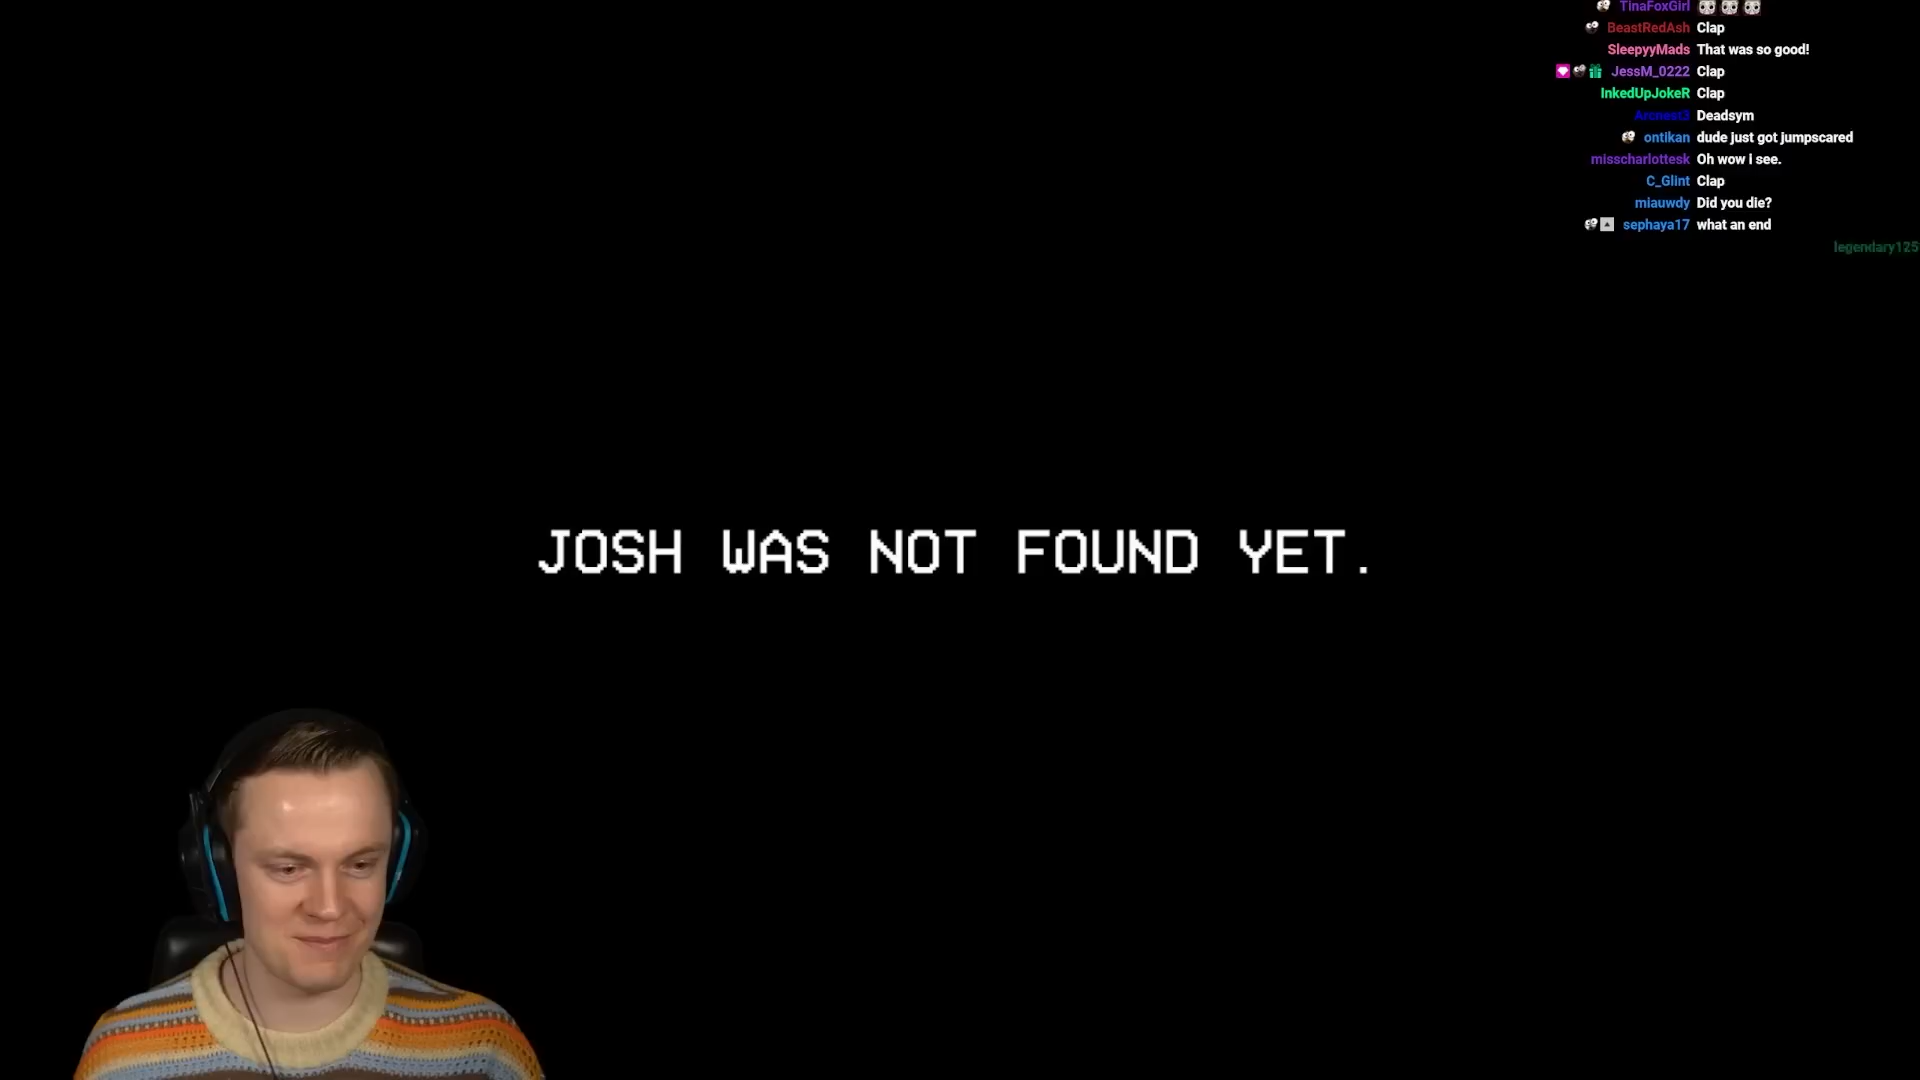 TinaFoxGirl
BeastRedAsh Clap
SleepyyMads That was so good!
JessM_0222 Clap
InkedUpJokeR Clap
Arcnest3 Deadsym
ontikan dude just got jumpscared
misscharlottesk Oh wow i see.
C_Glint Clap
miauwdy Did you die?
sephaya17 what an end
legendary125
JOSH WAS NOT FOUND YET.